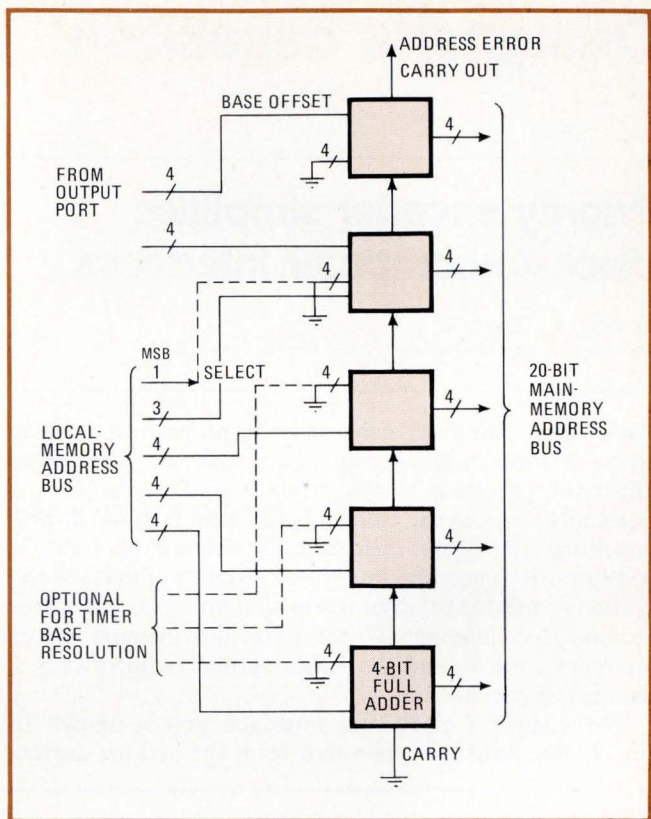 ADDRESS ERROR
CARRY OUT
BASE OFFSET
4
4
4
FROM
OUTPUT
PORT
4
4
4
4
MSB
1
SELECT
4
4
3
LOCAL-
MEMORY
ADDRESS
BUS
4
4
4
20-BIT
MAIN-
MEMORY
ADDRESS
BUS
4
4
OPTIONAL
FOR TIMER
BASE
RESOLUTION
4
4-BIT
FULL
ADDER
4
CARRY